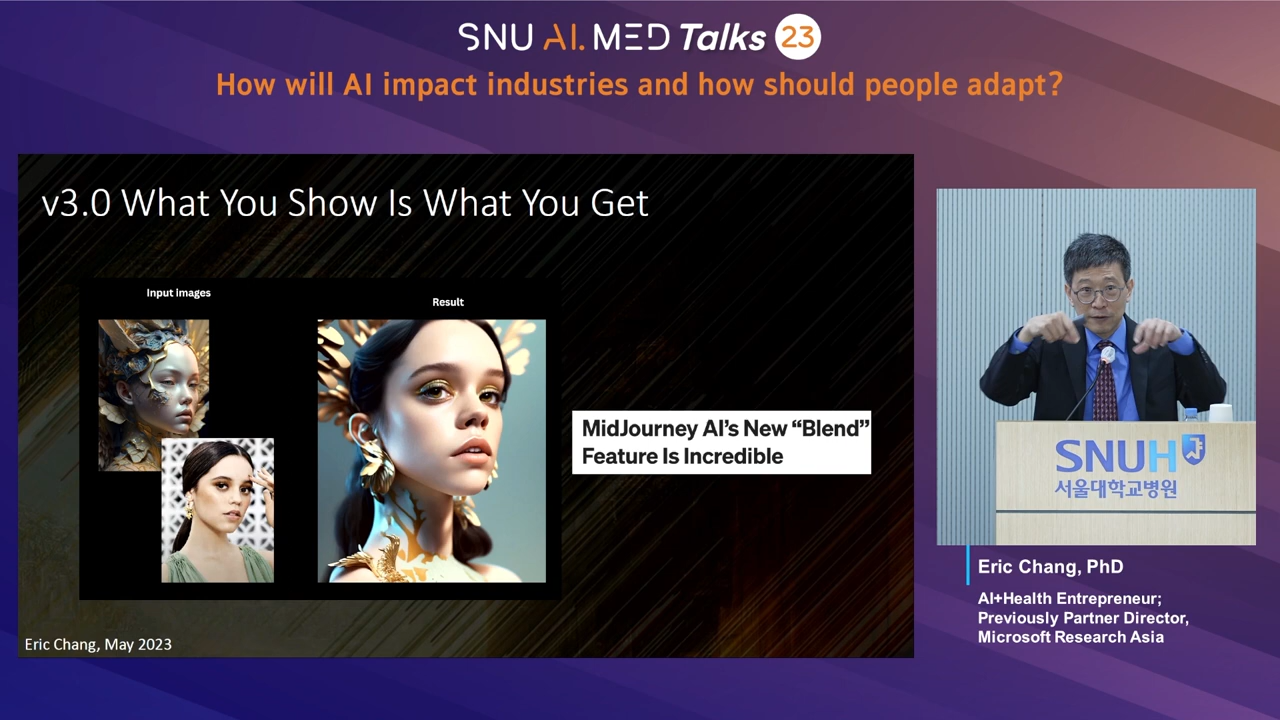 SNU AI. MED Talks 23
How will AI impact industries and how should people adapt?
v3.0 What You Show Is What You Get
Input images
Result
MidJourney AI's New “Blend”
Feature Is Incredible
Eric Chang, May 2023
SNUH
서울대학교병원
Eric Chang, PhD
AI+Health Entrepreneur;
Previously Partner Director,
Microsoft Research Asia